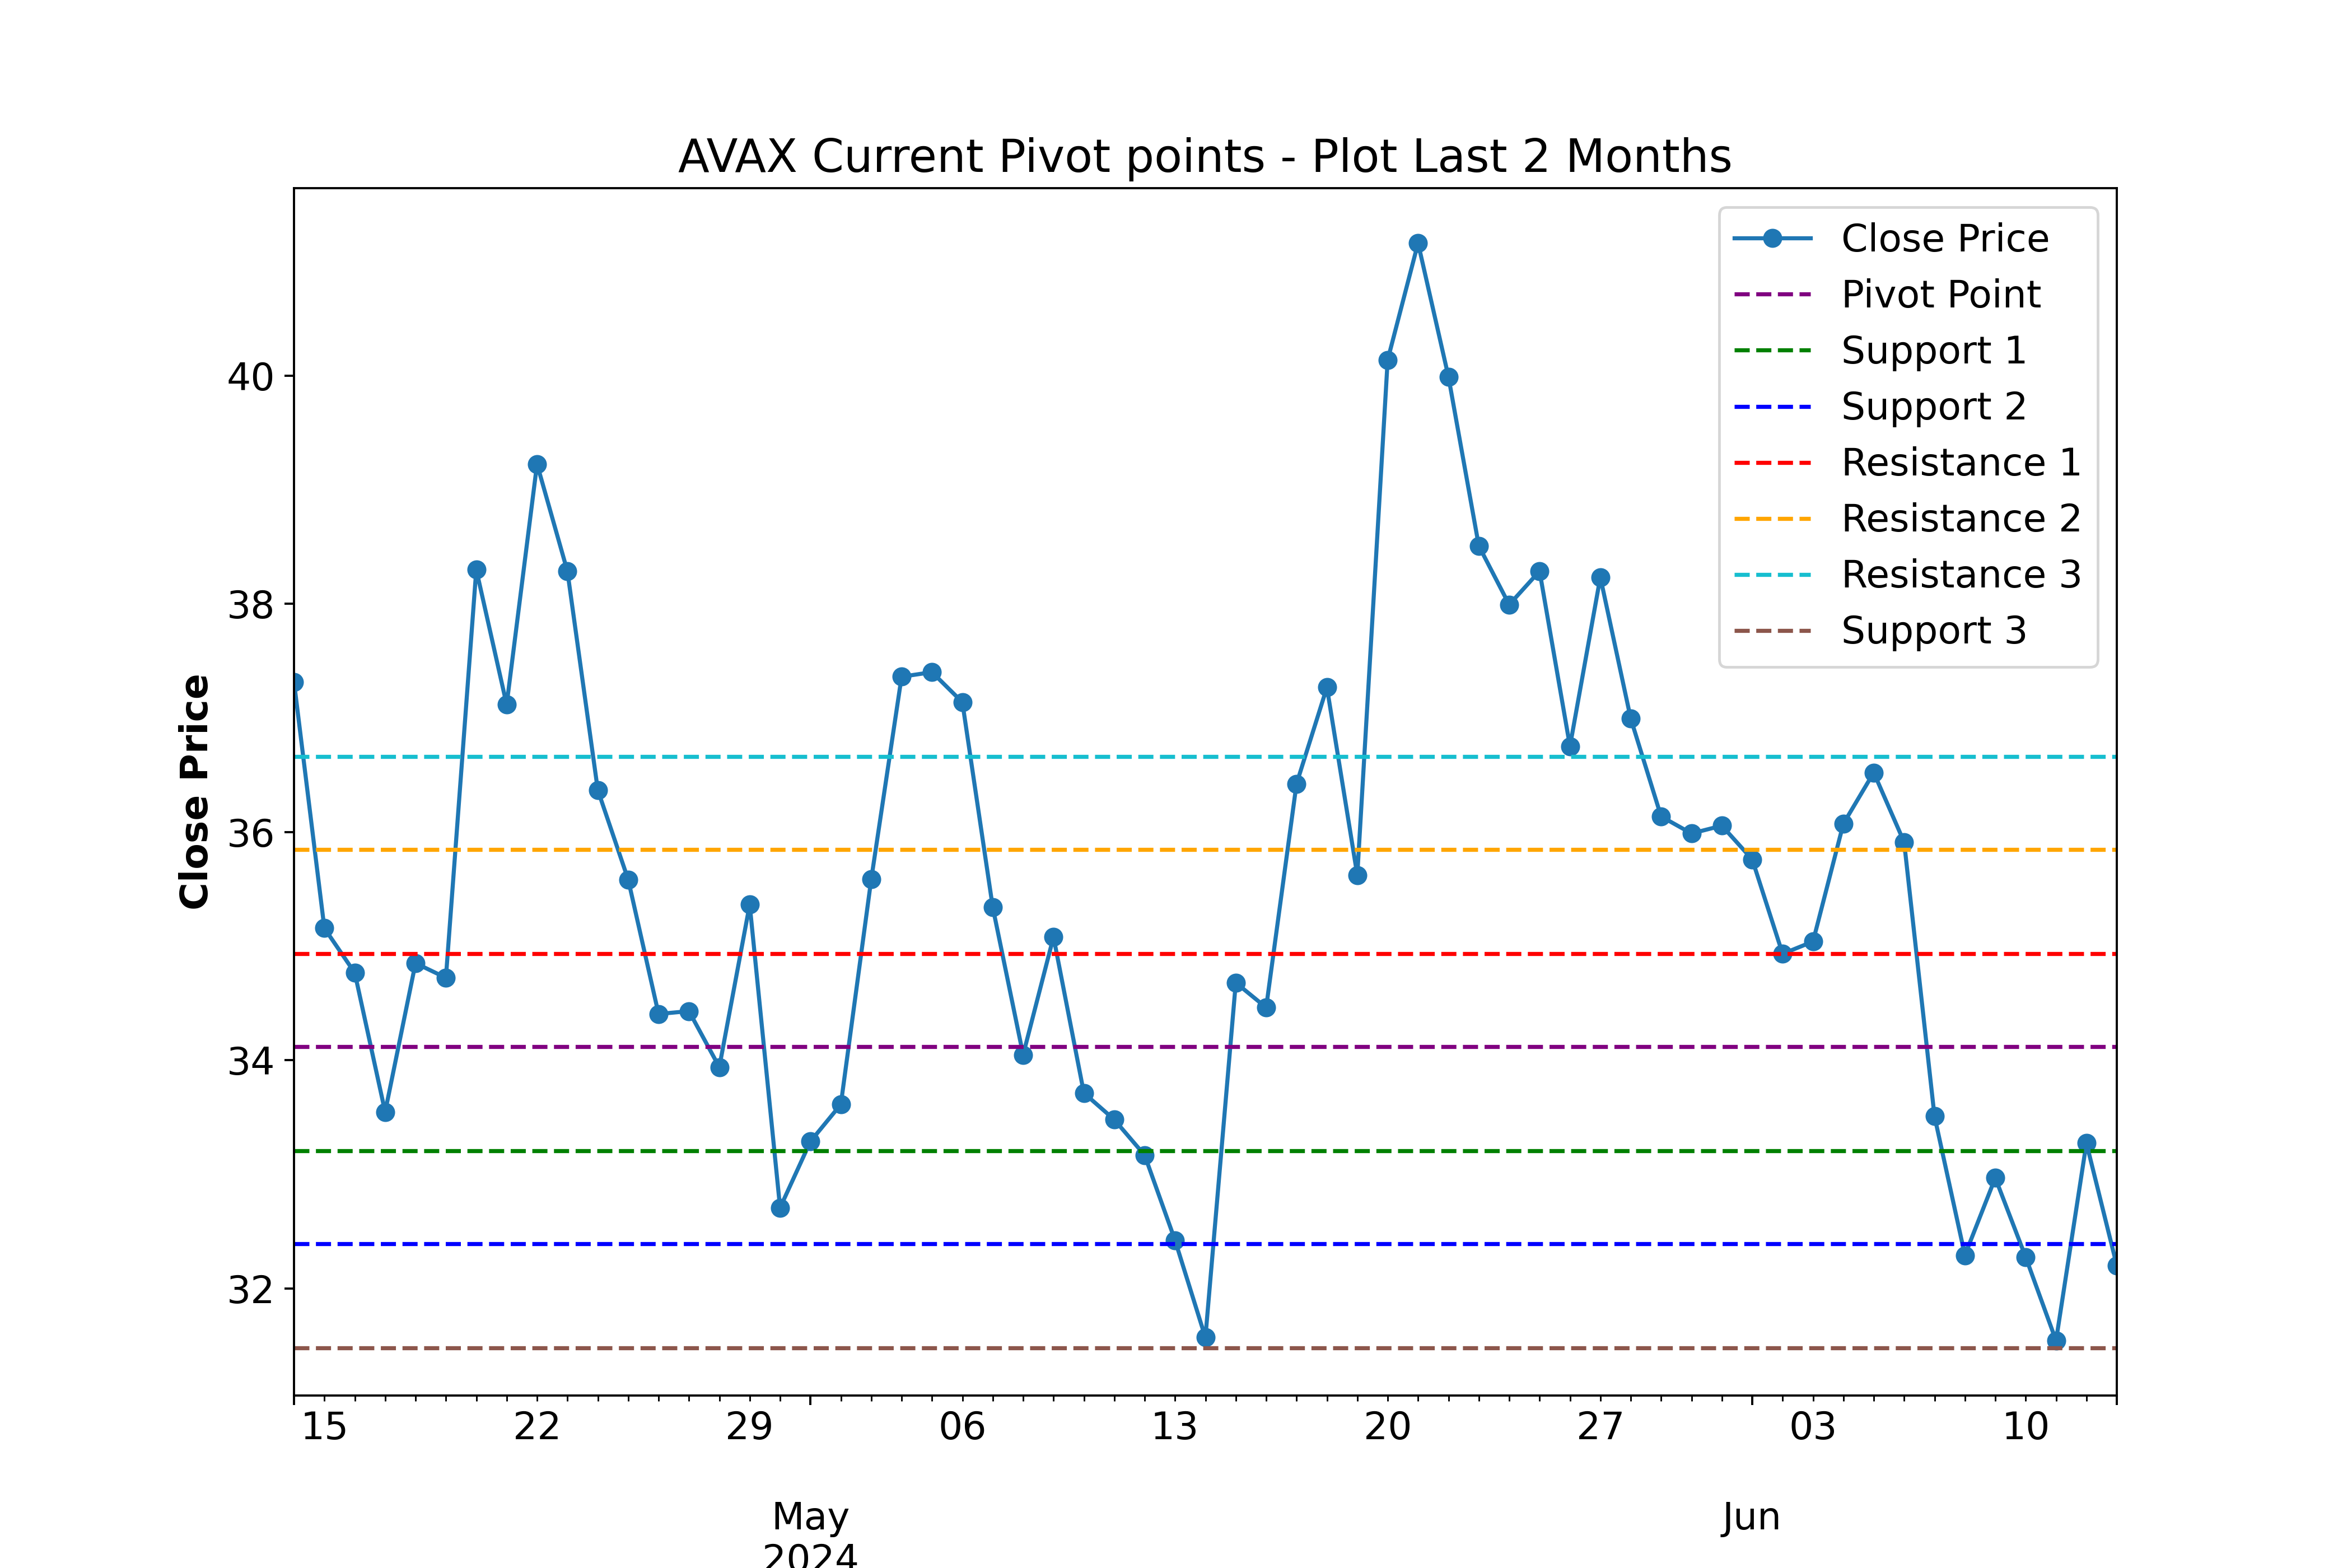 AVAX Current Pivot points - Plot Last 2 Months
Close Price
Pivot Point
Support 1
Support 2
Resistance 1
Resistance 2
Resistance 3
Support 3
Close Price
40
38
36
34
32
15 22 29 06 13 20 27 03 10
May Jun
2024